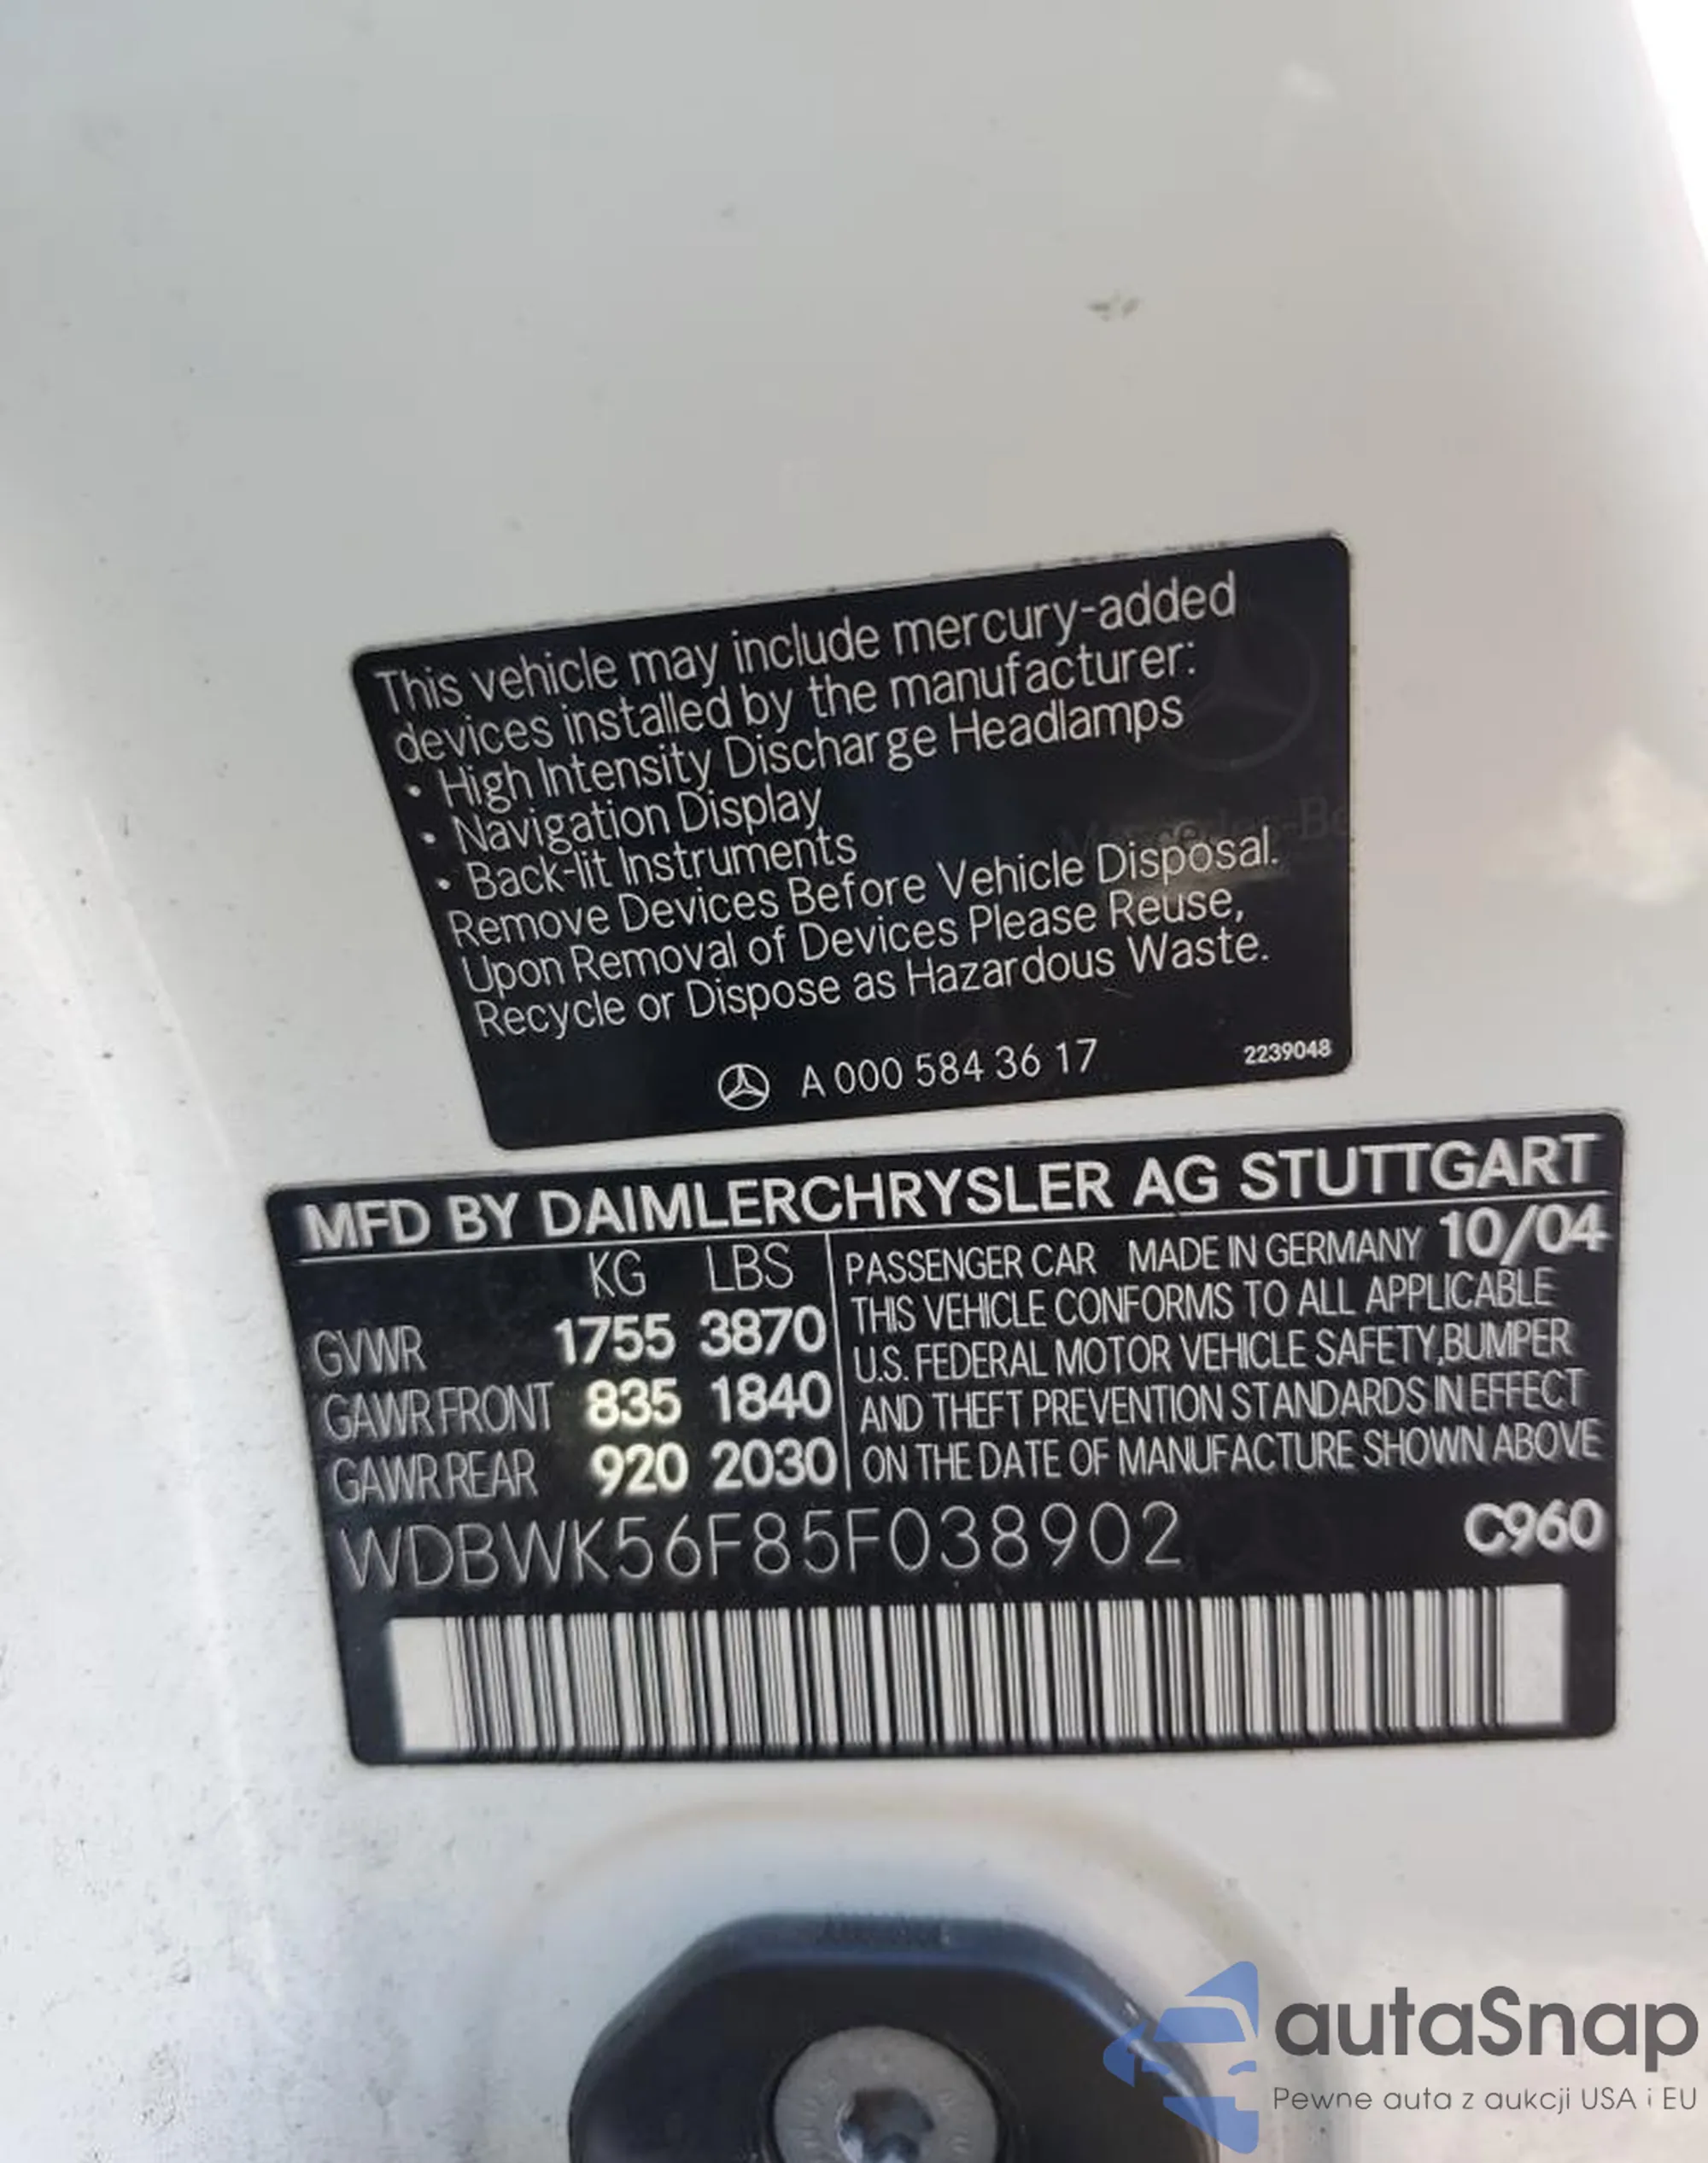 This vehicle may include mercury-added
devices installed by the manufacturer:
• High Intensity Discharge Headlamps
• Navigation Display
• Back-lit Instruments
Remove Devices Before Vehicle Disposal.
Upon Removal of Devices Please Reuse,
Recycle or Dispose as Hazardous Waste.
A 000 584 36 17 2239048
MFD BY DAIMLERCHRYSLER AG STUTTGART
KG LBS
GVWR 1755 3870
GAWR FRONT 835 1840
GAWR REAR 920 2030
PASSENGER CAR MADE IN GERMANY 10/04
THIS VEHICLE CONFORMS TO ALL APPLICABLE
U.S. FEDERAL MOTOR VEHICLE SAFETY,BUMPER
AND THEFT PREVENTION STANDARDS IN EFFECT
ON THE DATE OF MANUFACTURE SHOWN ABOVE
WDBWK56F85F038902 C960
autaSnap
Pewne auta z aukcji USA i EU